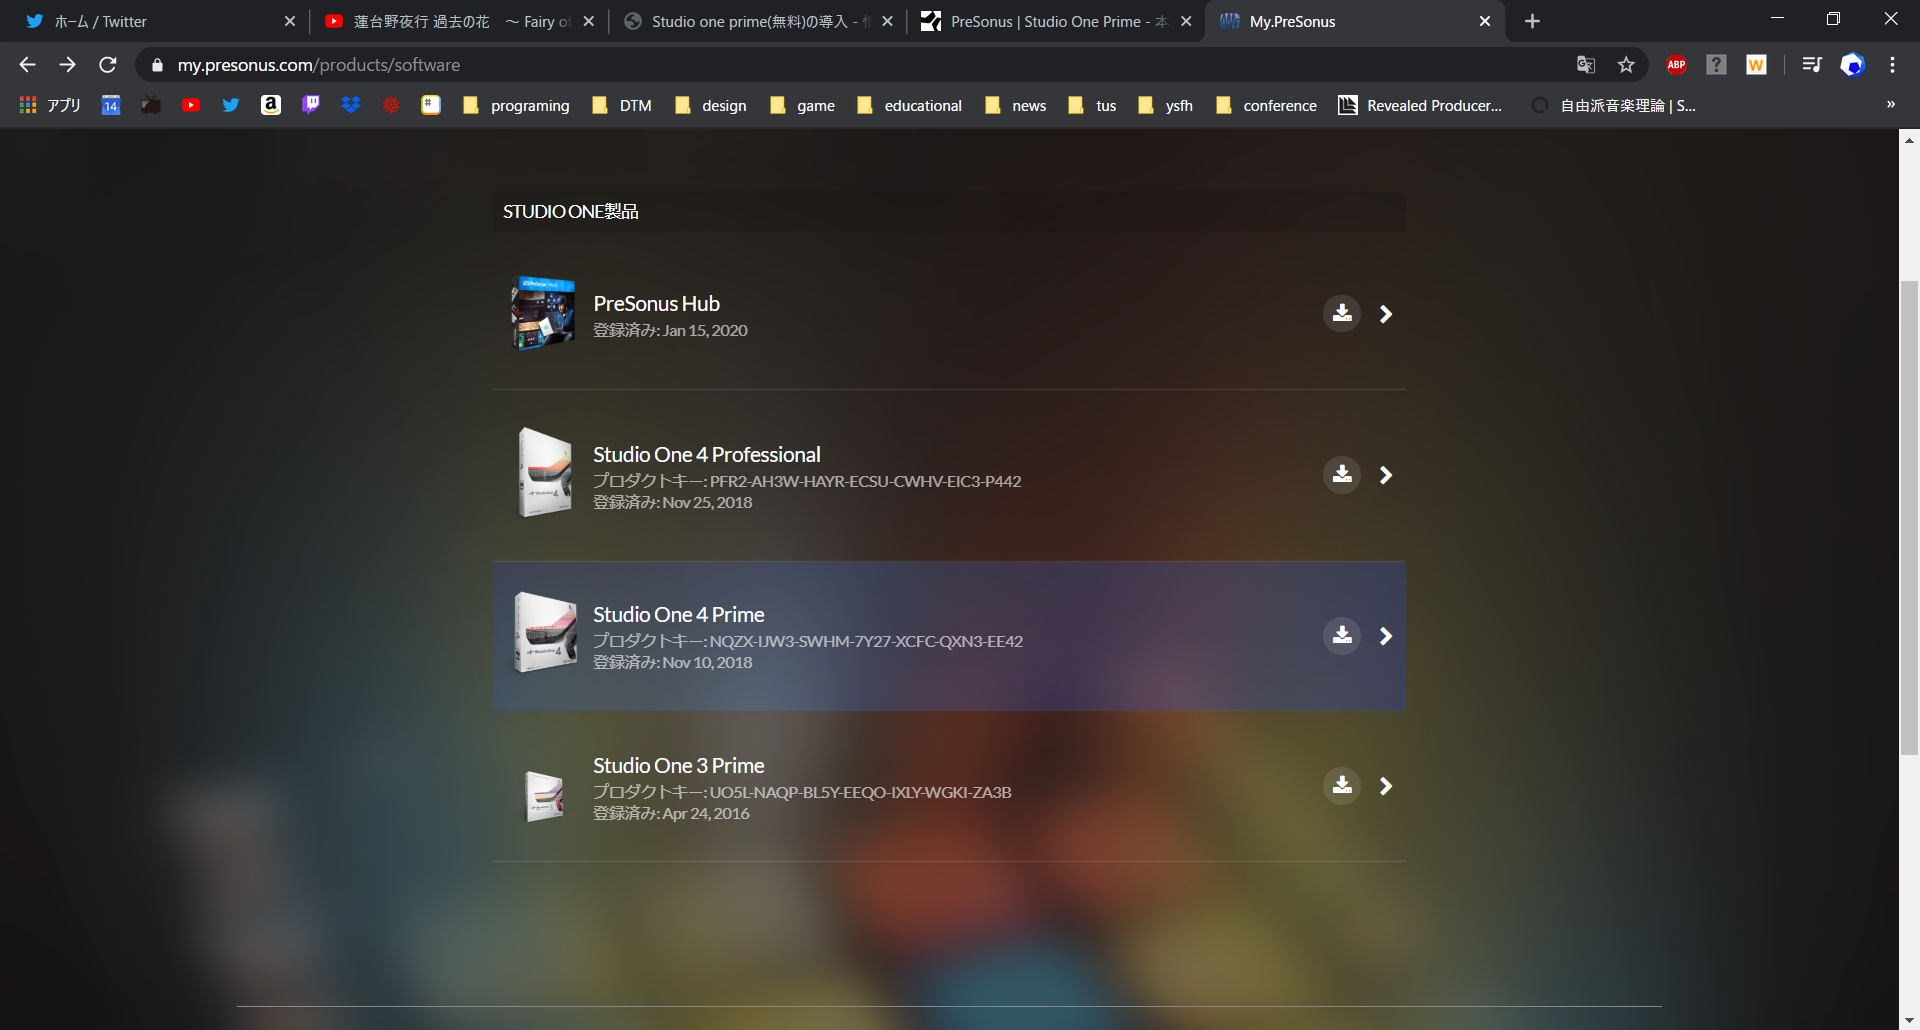 ホーム / Twitter
蓮台野夜行 過去の花　～ Fairy of
Studio one prime(無料)の導入 -
PreSonus | Studio One Prime - 本
My.PreSonus
my.presonus.com/products/software
アプリ
14
programing
DTM
design
game
educational
news
tus
ysfh
conference
Revealed Producer...
自由派音楽理論 | S...
»
ABP
?
W
STUDIO ONE製品
PreSonus Hub
登録済み: Jan 15, 2020
Studio One 4 Professional
プロダクトキー: PFR2-AH3W-HAYR-ECSU-CWHV-EIC3-P442
登録済み: Nov 25, 2018
Studio One 4 Prime
プロダクトキー: NQZX-IJW3-SWHM-7Y27-XCFC-QXN3-EE42
登録済み: Nov 10, 2018
Studio One 3 Prime
プロダクトキー: UO5L-NAQP-BL5Y-EEQO-IXLY-WGKI-ZA3B
登録済み: Apr 24, 2016